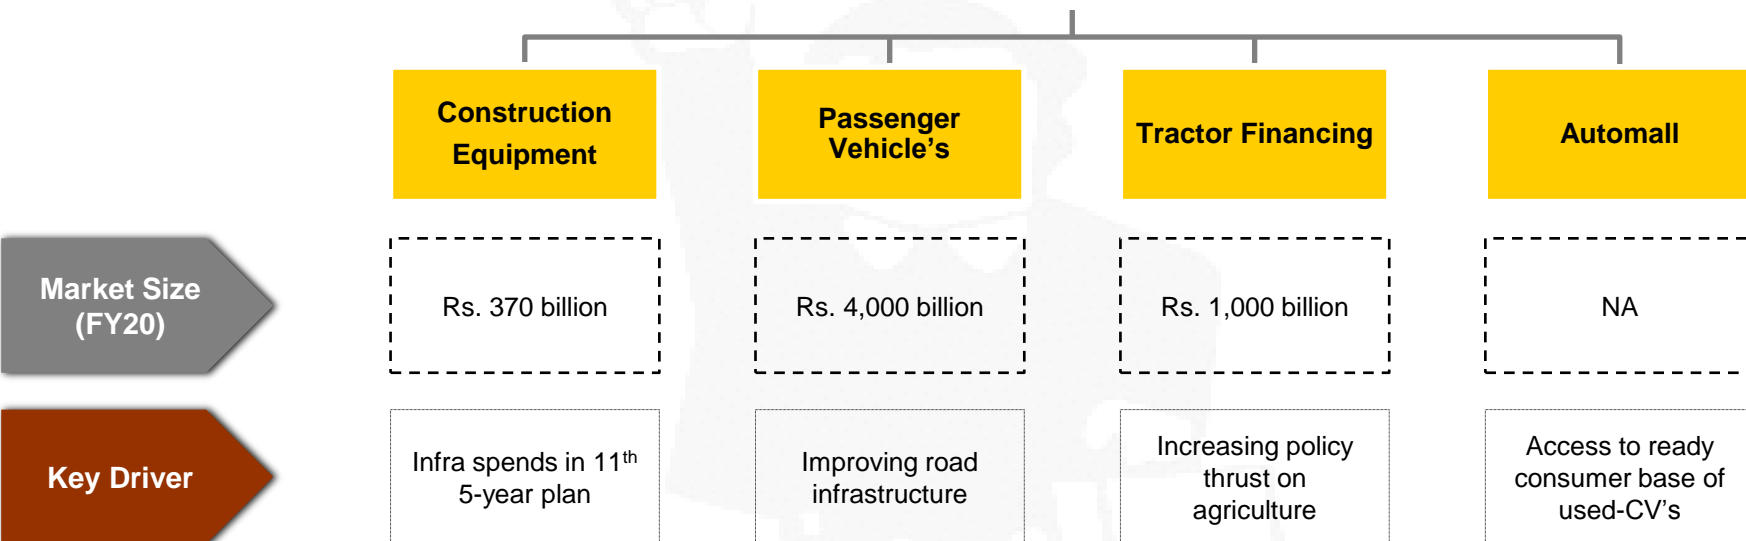 Construction
Equipment
Passenger
Vehicle’s
Tractor Financing
Automall
Market Size
(FY20)
Rs. 370 billion
Rs. 4,000 billion
Rs. 1,000 billion
NA
Key Driver
Infra spends in 11th
5-year plan
Improving road
infrastructure
Increasing policy
thrust on
agriculture
Access to ready
consumer base of
used-CV’s